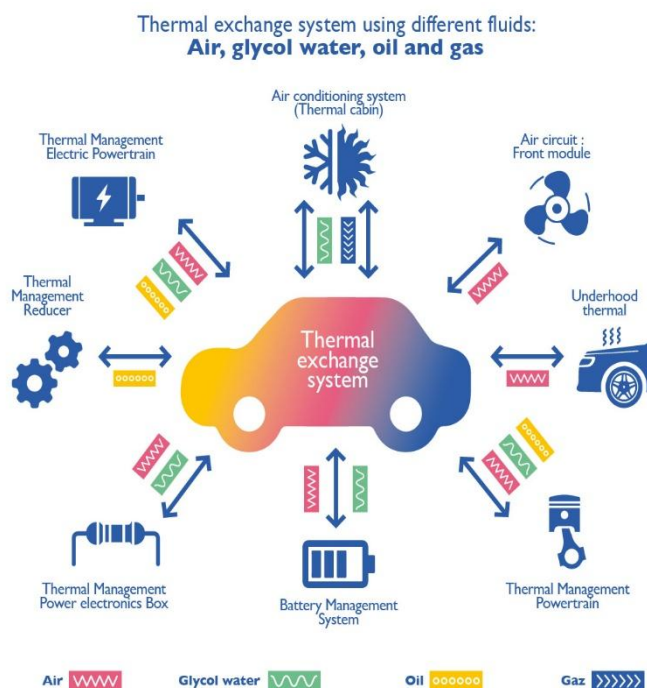 Thermal exchange system using different fluids:
Air, glycol water, oil and gas
Air conditioning system
(Thermal cabin)
Thermal Management
Electric Powertrain
Air circuit :
Front module
Thermal
Management
Reducer
Underhood
thermal
Thermal
exchange
system
Thermal Management
Power electronics Box
Battery Management
System
Thermal Management
Powertrain
Air
Glycol water
Oil
Gaz